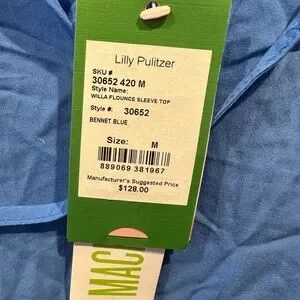 Lilly Pulitzer
SKU #
30652 420 M
Style Name:
WILLA FLOUNCE SLEEVE TOP
Style #: 30652
BENNET BLUE
Size: M
889069 381967
Manufacturer's Suggested Price
$128.00
MAC